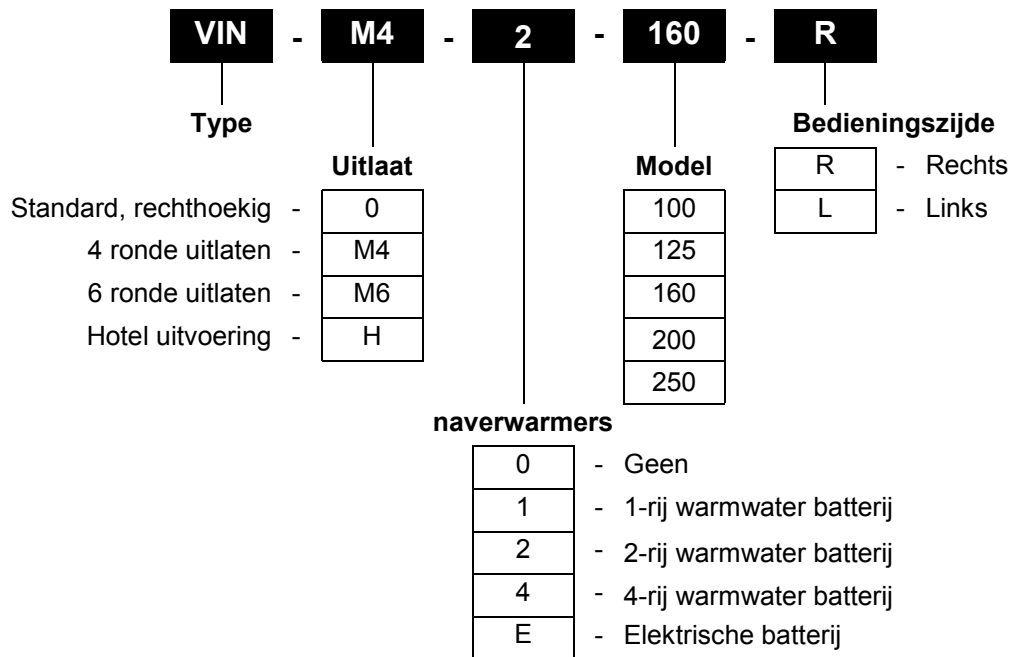 VIN - M4 - 2 - 160 - R
Type
Bedieningszijde
Uitlaat
Model
R - Rechts
L - Links
Standard, rechthoekig - 0
4 ronde uitlaten - M4
6 ronde uitlaten - M6
Hotel uitvoering - H
100
125
160
200
250
naverwarmers
0 - Geen
1 - 1-rij warmwater batterij
2 - 2-rij warmwater batterij
4 - 4-rij warmwater batterij
E - Elektrische batterij